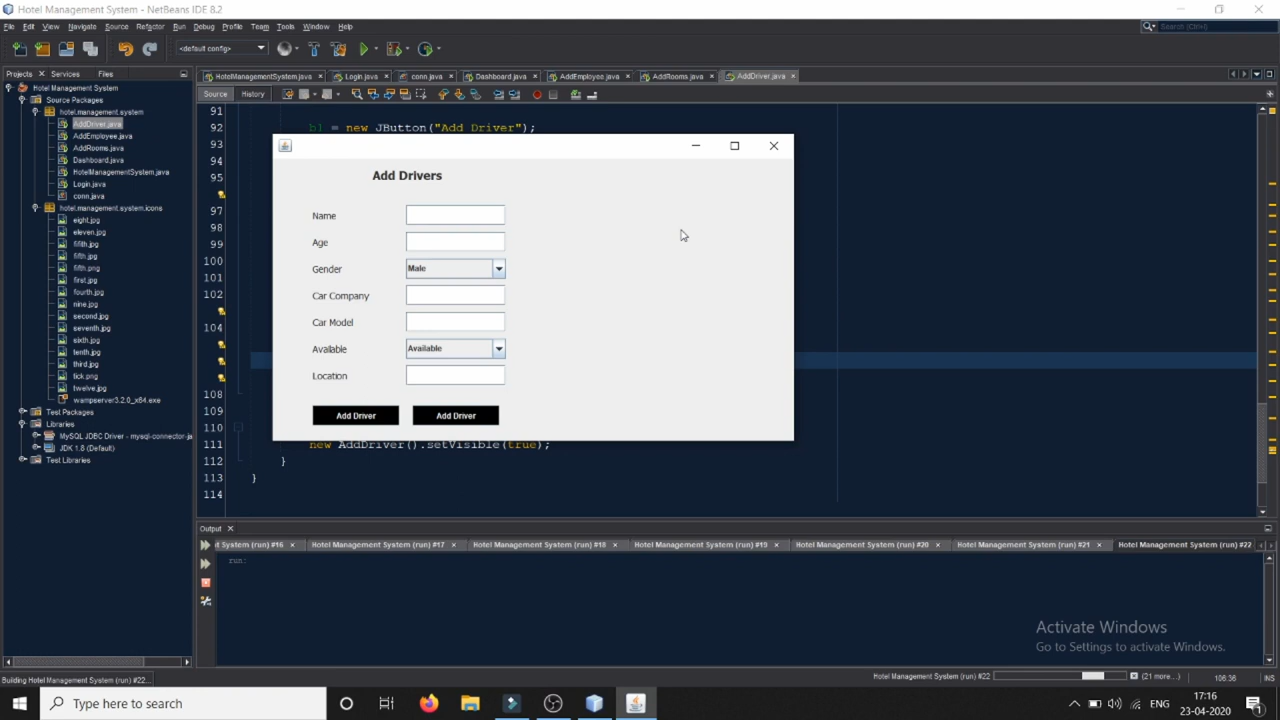 Hotel Management System - NetBeans IDE 8.2
File Edit View Navigate Source Refactor Run Debug Profile Team Tools Window Help
Search (Ctrl+I)
<default config>
Projects Services Files
HotelManagementSystem.java Login.java conn.java Dashboard.java AddEmployee.java AddRooms.java AddDriver.java
Source History
Hotel Management System
Source Packages
hotel.management.system
AddDriver.java
AddEmployee.java
AddRooms.java
Dashboard.java
HotelManagementSystem.java
Login.java
conn.java
hotel.management.system.icons
eight.jpg
eleven.jpg
fifth.jpg
fifth.png
first.jpg
fourth.jpg
nine.jpg
second.jpg
seventh.jpg
sixth.jpg
tenth.jpg
third.jpg
tick.png
twelve.jpg
wampserver3.2.0_x64.exe
Test Packages
Libraries
MySQL JDBC Driver - mysql-connector-ja
JDK 1.8 (Default)
Test Libraries
91
92 b1 = new JButton("Add Driver");
93
94
95
97
98
99
100
101
102
104
108
109
110
111 new AddDriver().setVisible(true);
112 }
113 }
114
Add Drivers
Name
Age
Gender Male
Car Company
Car Model
Available Available
Location
Add Driver Add Driver
Output
t System (run) #16 Hotel Management System (run) #17 Hotel Management System (run) #18 Hotel Management System (run) #19 Hotel Management System (run) #20 Hotel Management System (run) #21 Hotel Management System (run) #22
run:
Activate Windows
Go to Settings to activate Windows.
Building Hotel Management System (run) #22... Hotel Management System (run) #22 (21 more...) 106:36 INS
Type here to search
ENG
17:16
23-04-2020
1